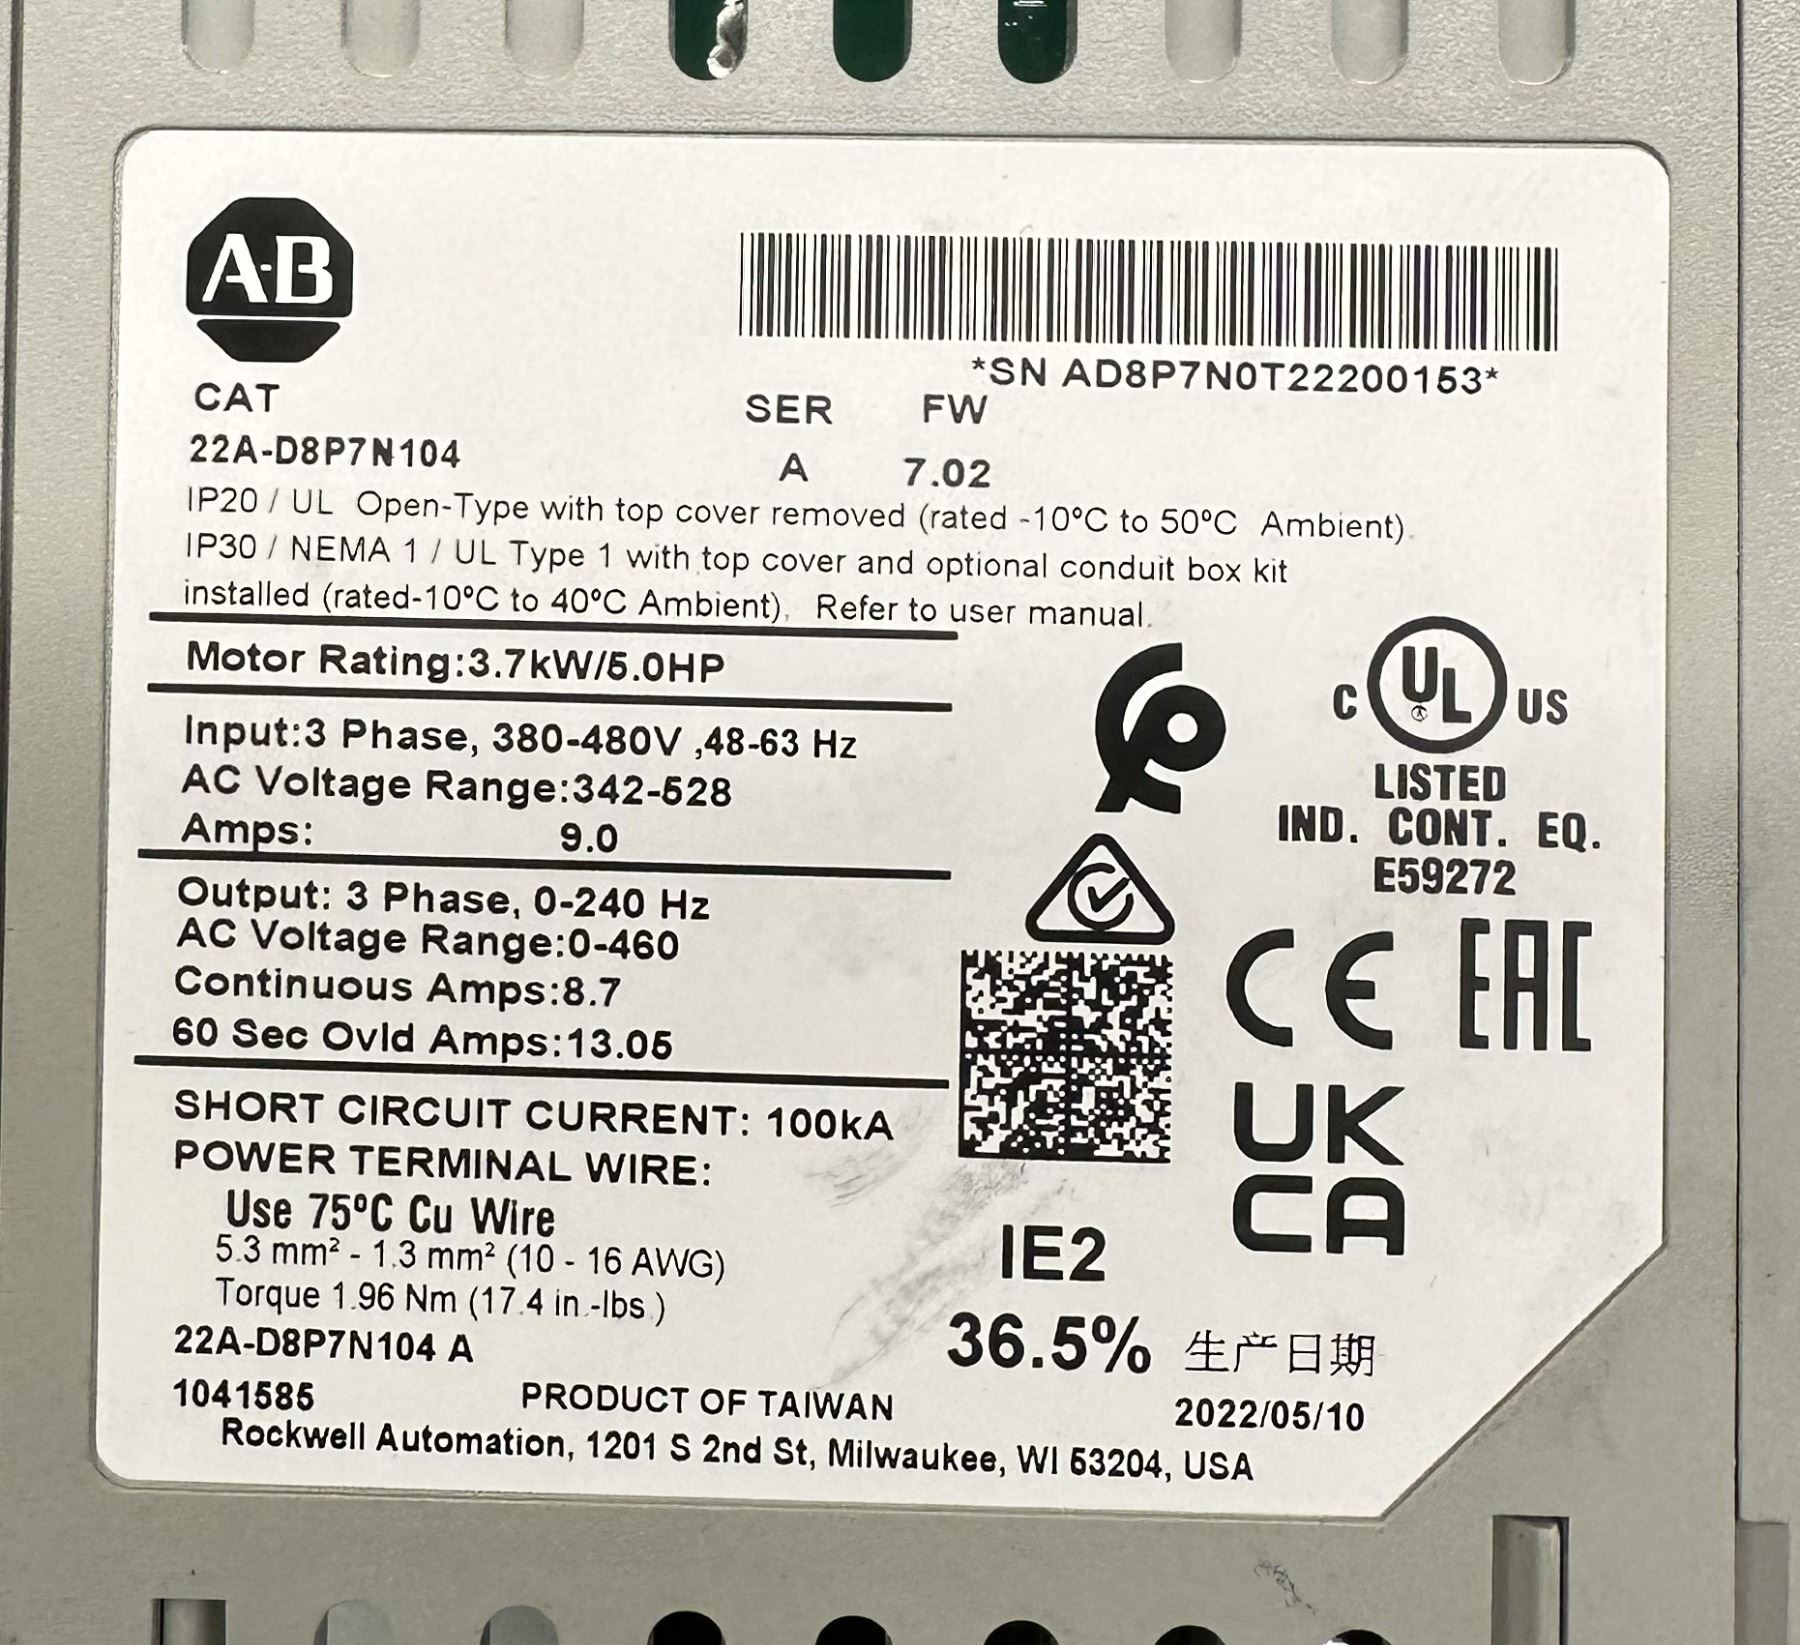 A-B
*SN AD8P7N0T22200153*
CAT SER FW
22A-D8P7N104 A 7.02
IP20 / UL Open-Type with top cover removed (rated -10°C to 50°C Ambient).
IP30 / NEMA 1 / UL Type 1 with top cover and optional conduit box kit
installed (rated-10°C to 40°C Ambient), Refer to user manual.
Motor Rating:3.7kW/5.0HP
Input:3 Phase, 380-480V ,48-63 Hz
AC Voltage Range:342-528
Amps: 9.0
Output: 3 Phase, 0-240 Hz
AC Voltage Range:0-460
Continuous Amps:8.7
60 Sec Ovld Amps:13.05
SHORT CIRCUIT CURRENT: 100kA
POWER TERMINAL WIRE:
Use 75°C Cu Wire
5.3 mm² - 1.3 mm² (10 - 16 AWG)
Torque 1.96 Nm (17.4 in.-lbs.)
22A-D8P7N104 A
1041585
PRODUCT OF TAIWAN
Rockwell Automation, 1201 S 2nd St, Milwaukee, WI 53204, USA
C UL US
LISTED
IND. CONT. EQ.
E59272
CE EAC
UK
CA
IE2
36.5%
生产日期
2022/05/10